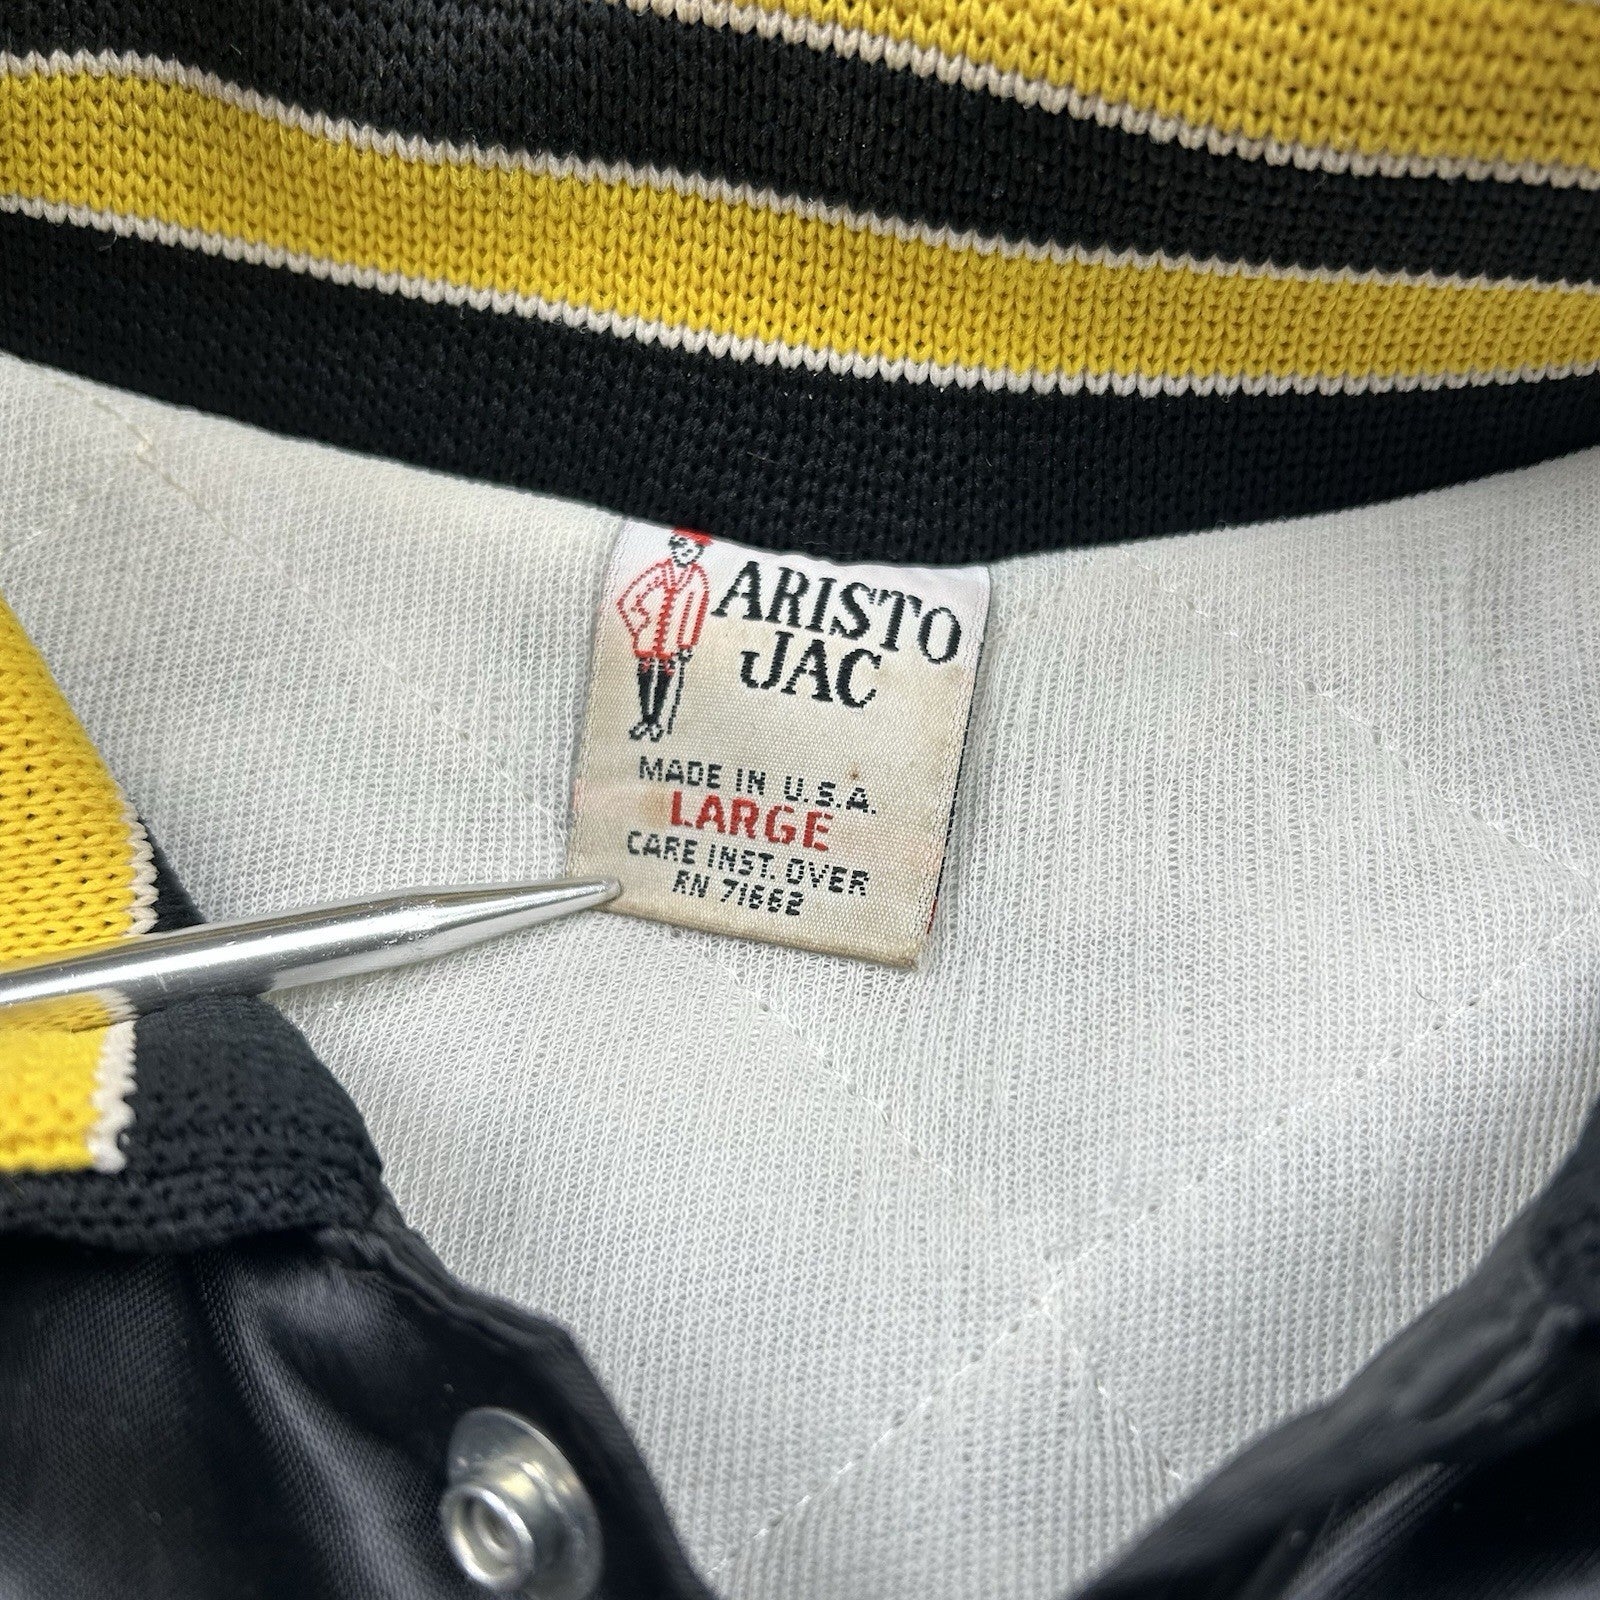 ARISTO
JAC
MADE IN U.S.A.
LARGE
CARE INST. OVER
RN 71662